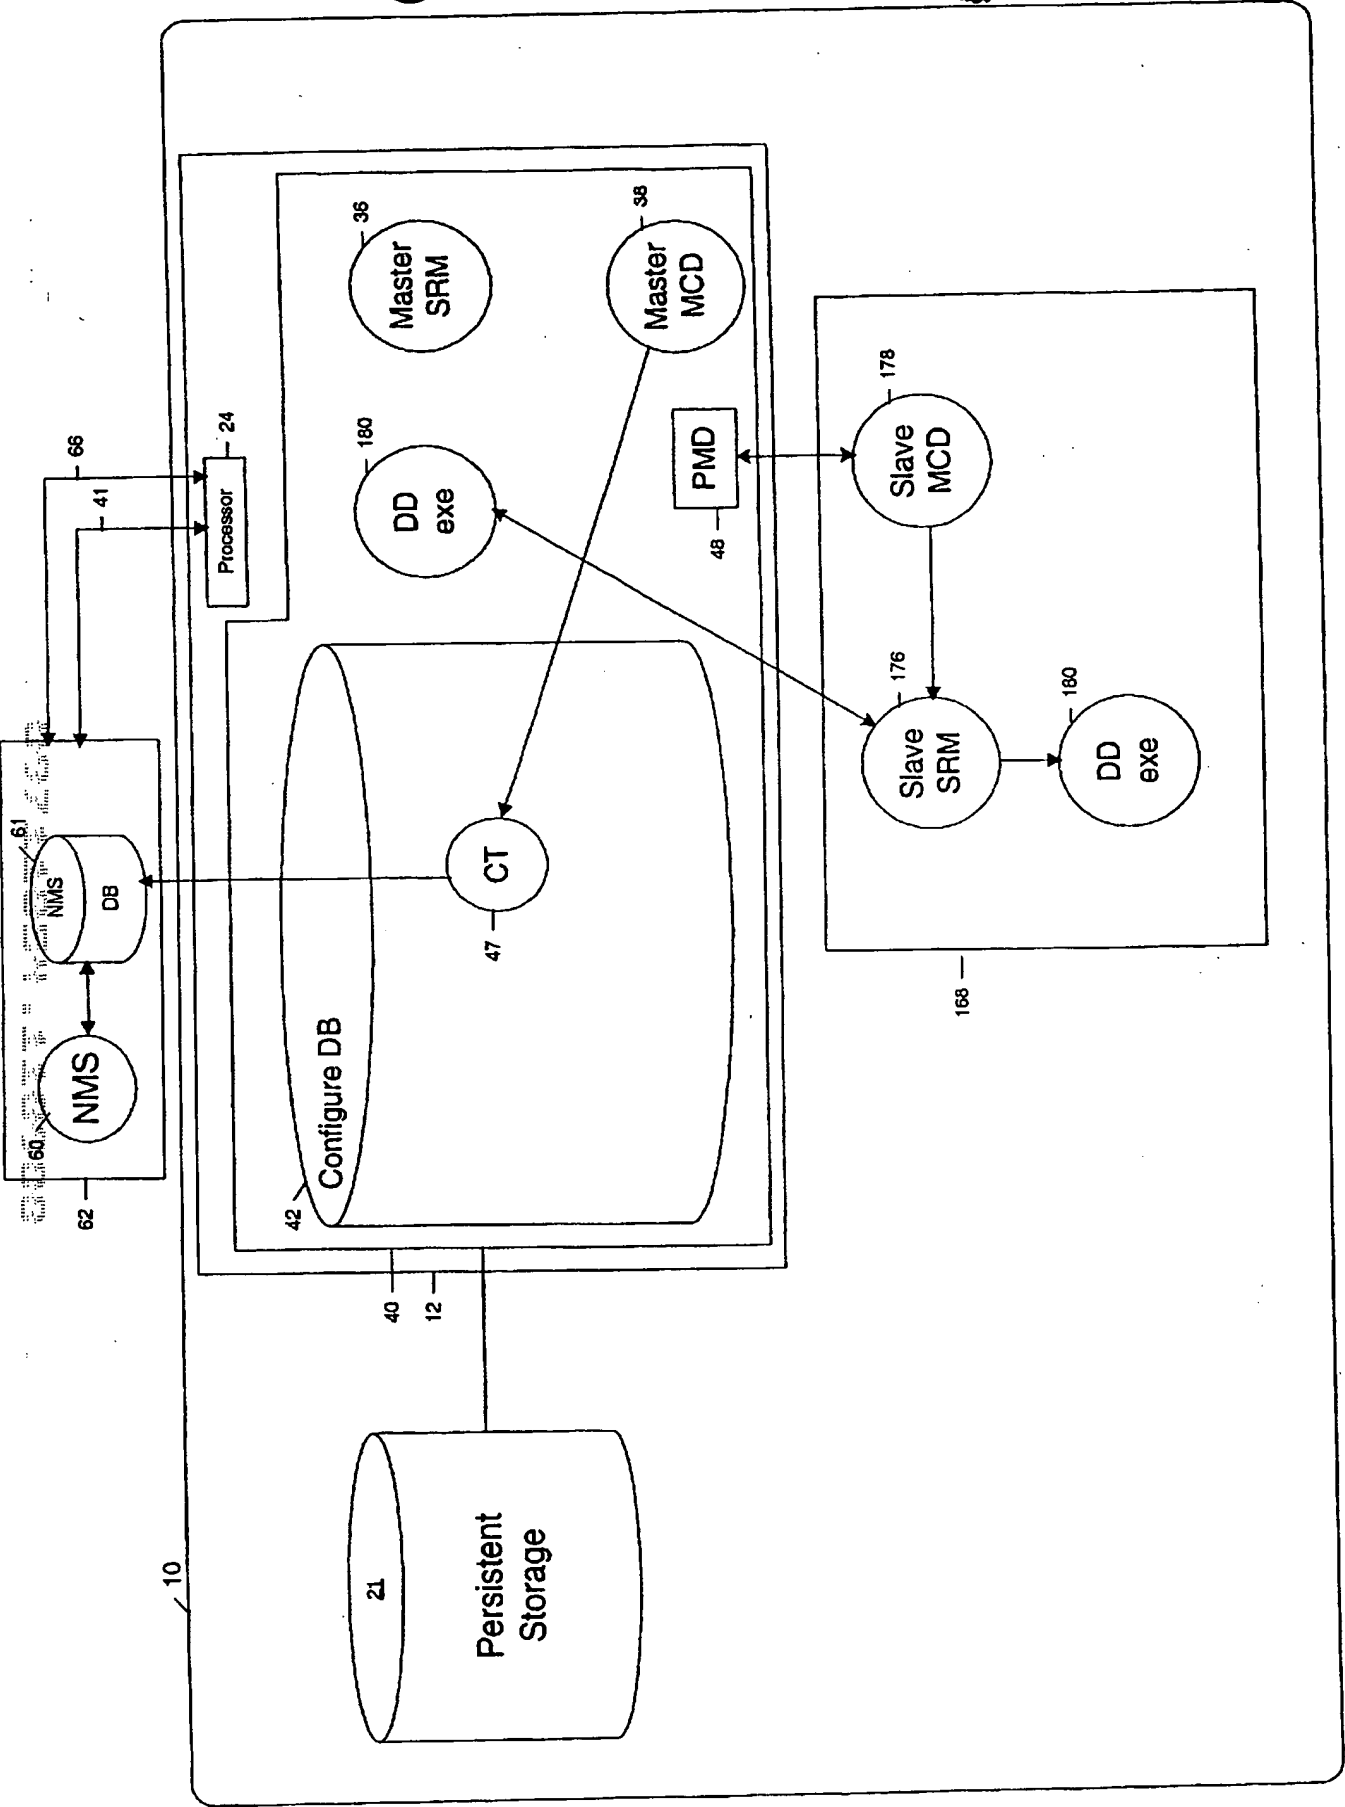 62
60
NMS
61
NMS
DB
41
66
10
21
Persistent
Storage
40
12
42
Configure DB
47
CT
Processor
24
180
DD
exe
36
Master
SRM
38
Master
MCD
48
PMD
168
176
Slave
SRM
178
Slave
MCD
180
DD
exe